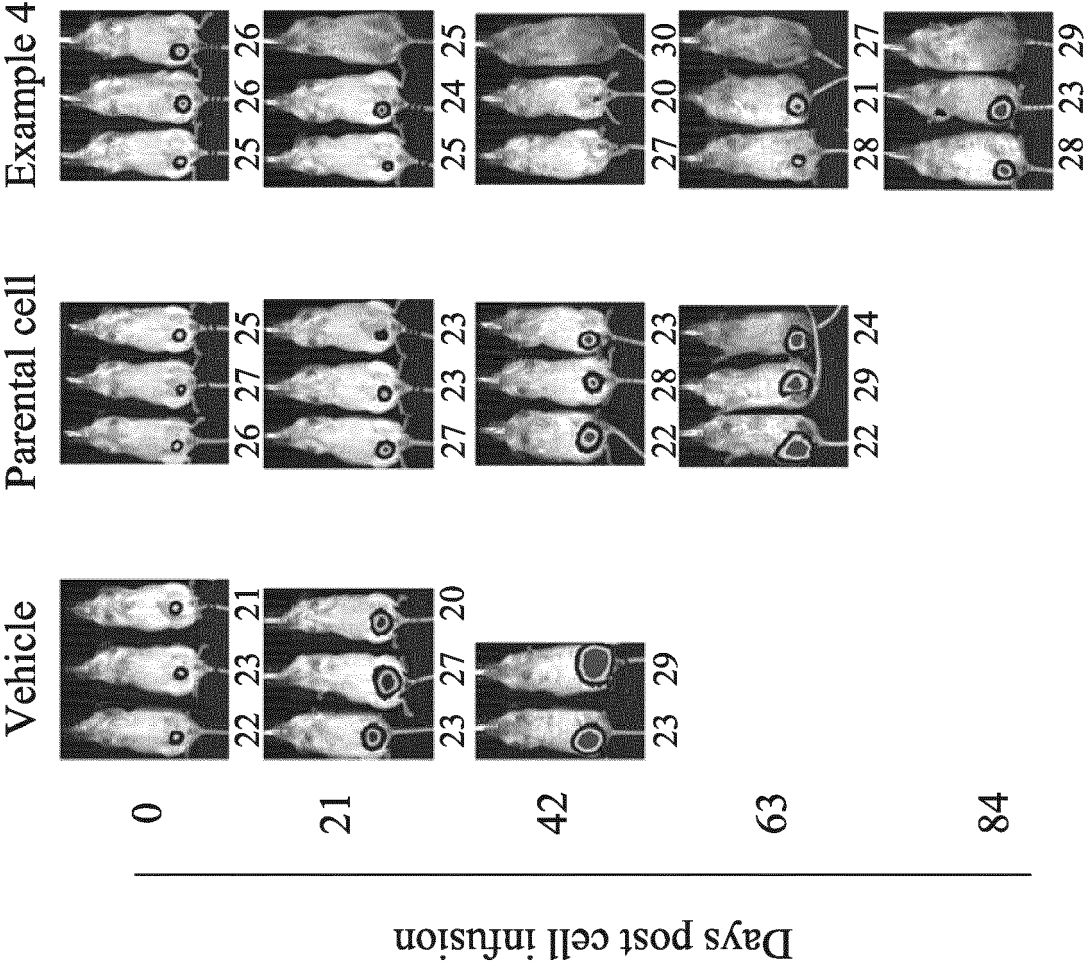 Vehicle Parental cell Example 4
Days post cell infusion
0
22 23 21 26 27 25 25 26 26
21
23 27 20 27 23 23 25 24 25
42
23 29 22 28 23 27 20 30
63
22 29 24 28 21 27
84
28 23 29